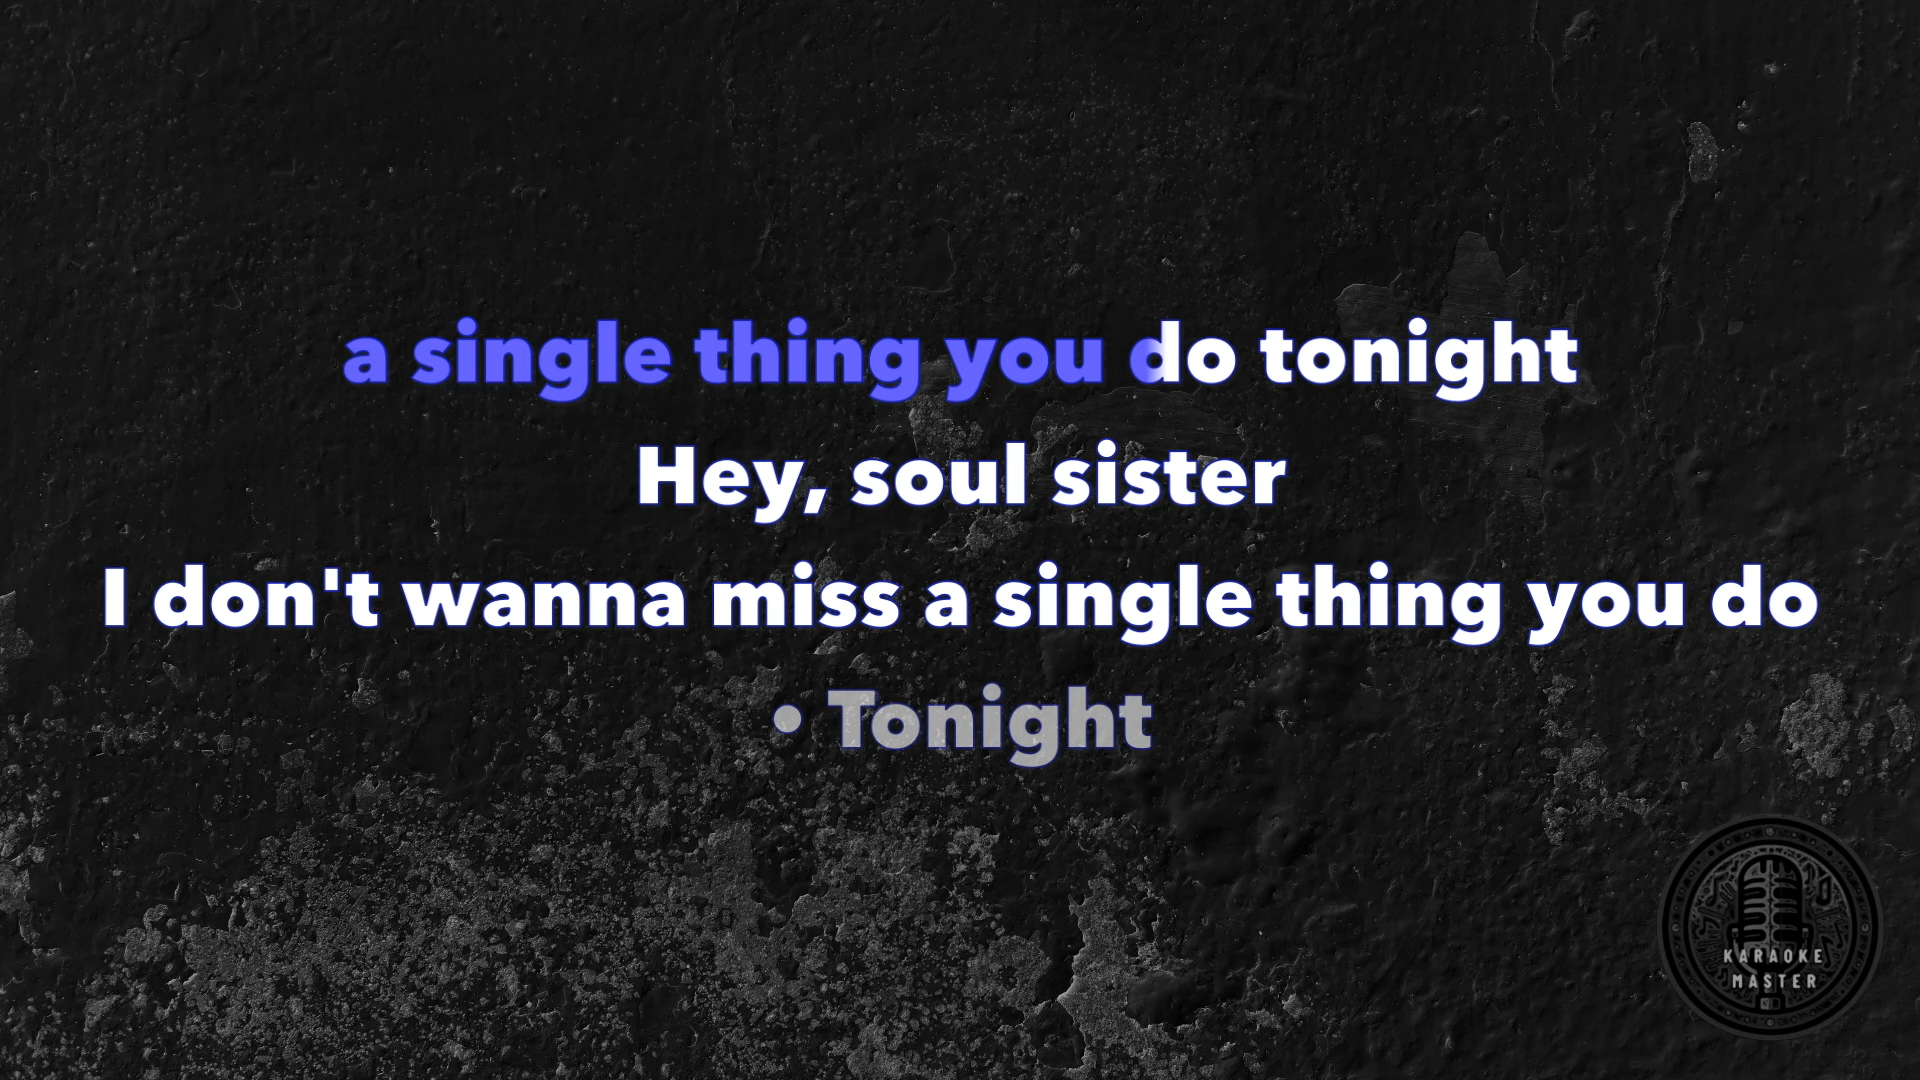 a single thing you do tonight
Hey, soul sister
I don't wanna miss a single thing you do
• Tonight
KARAOKE
MASTER